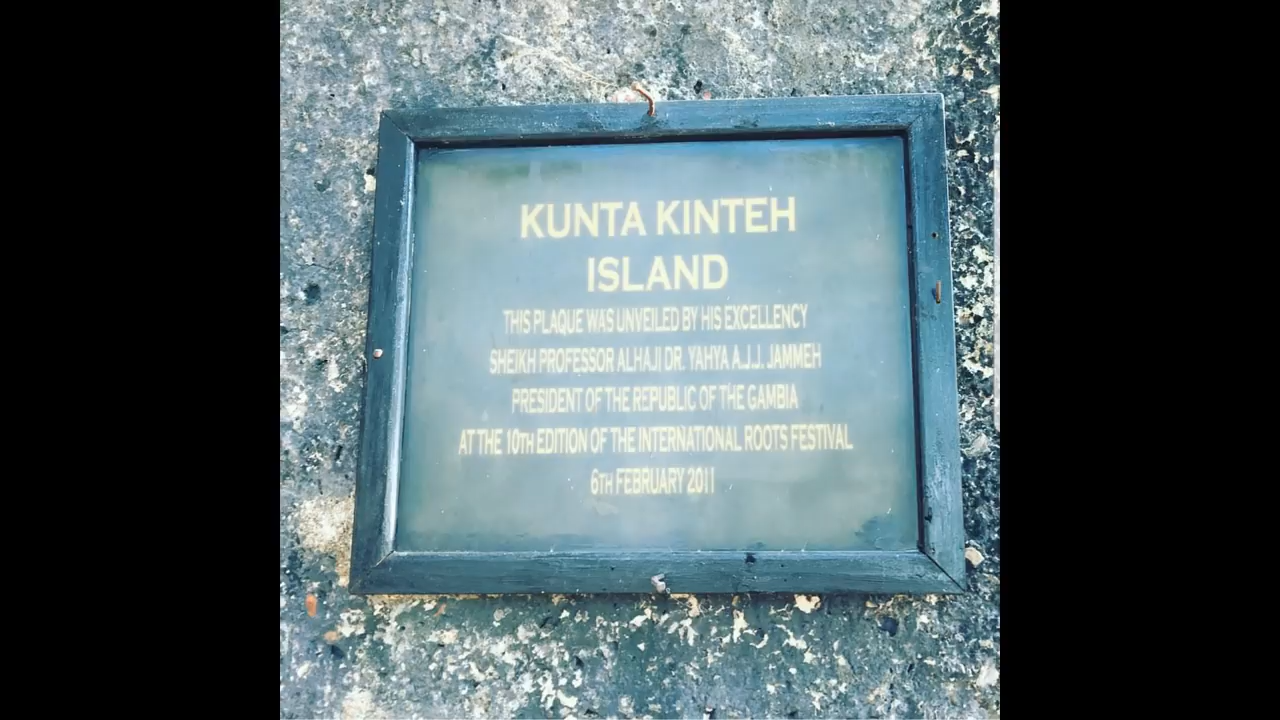 KUNTA KINTEH
ISLAND
THIS PLAQUE WAS UNVEILED BY HIS EXCELLENCY
SHEIKH PROFESSOR ALHAJI DR. YAHYA A.J.J. JAMMEH
PRESIDENT OF THE REPUBLIC OF THE GAMBIA
AT THE 10TH EDITION OF THE INTERNATIONAL ROOTS FESTIVAL
6TH FEBRUARY 2011